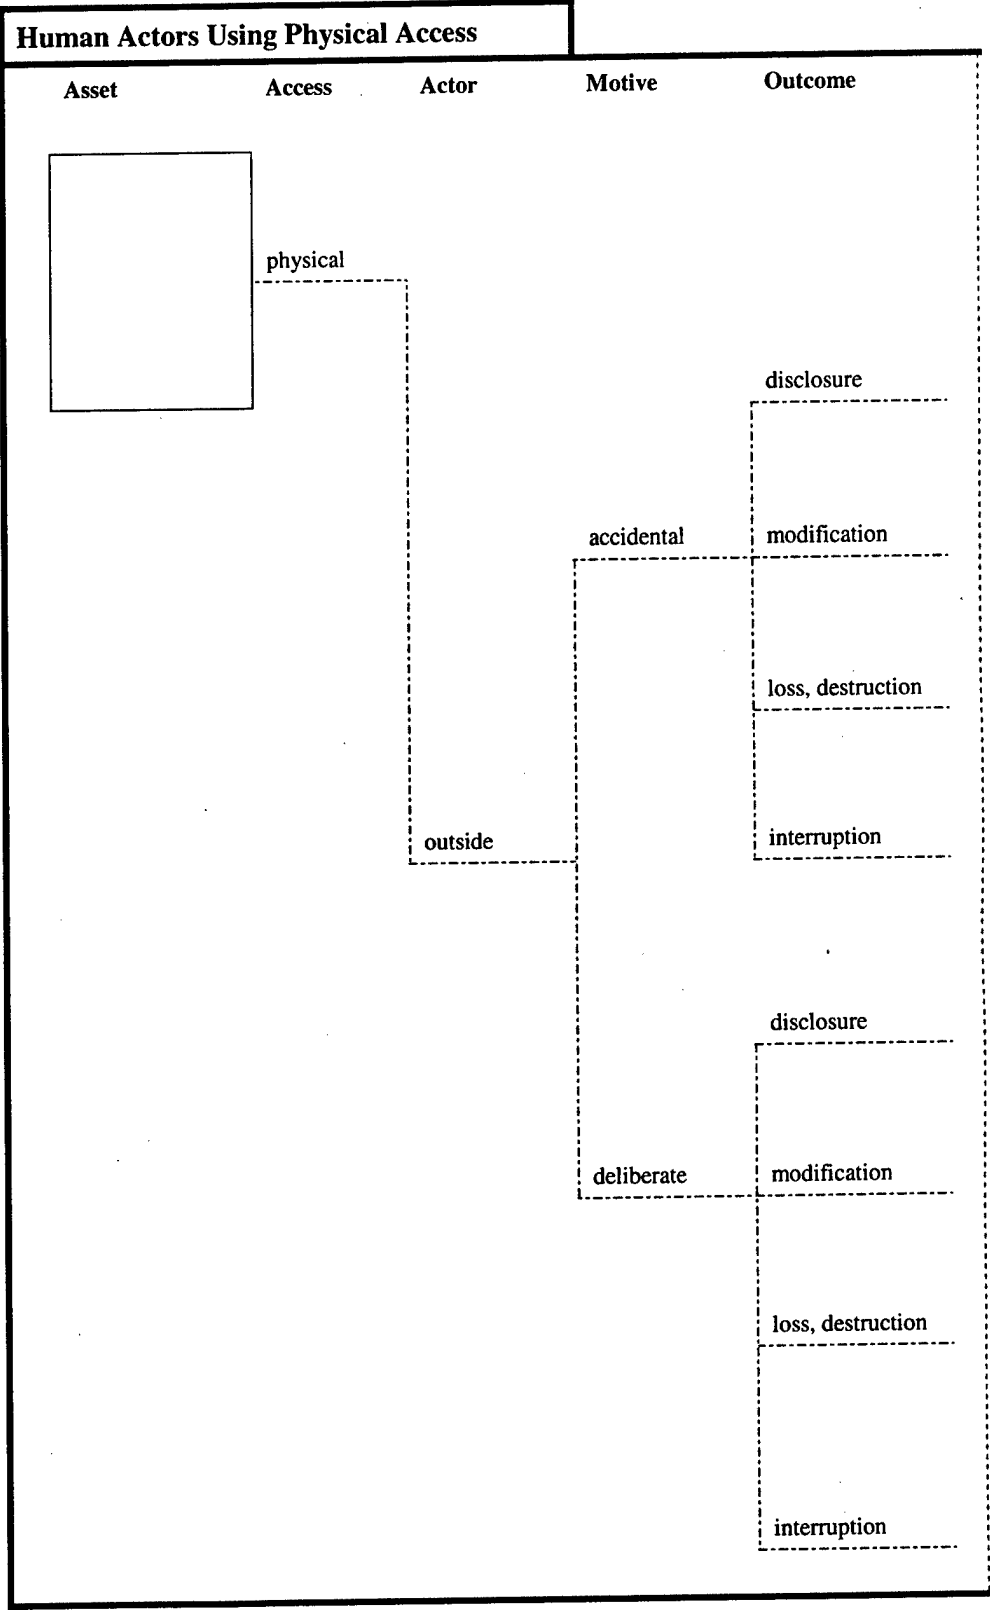 Human Actors Using Physical Access
Asset Access Actor Motive Outcome
physical
disclosure
accidental modification
loss, destruction
outside interruption
disclosure
deliberate modification
loss, destruction
interruption